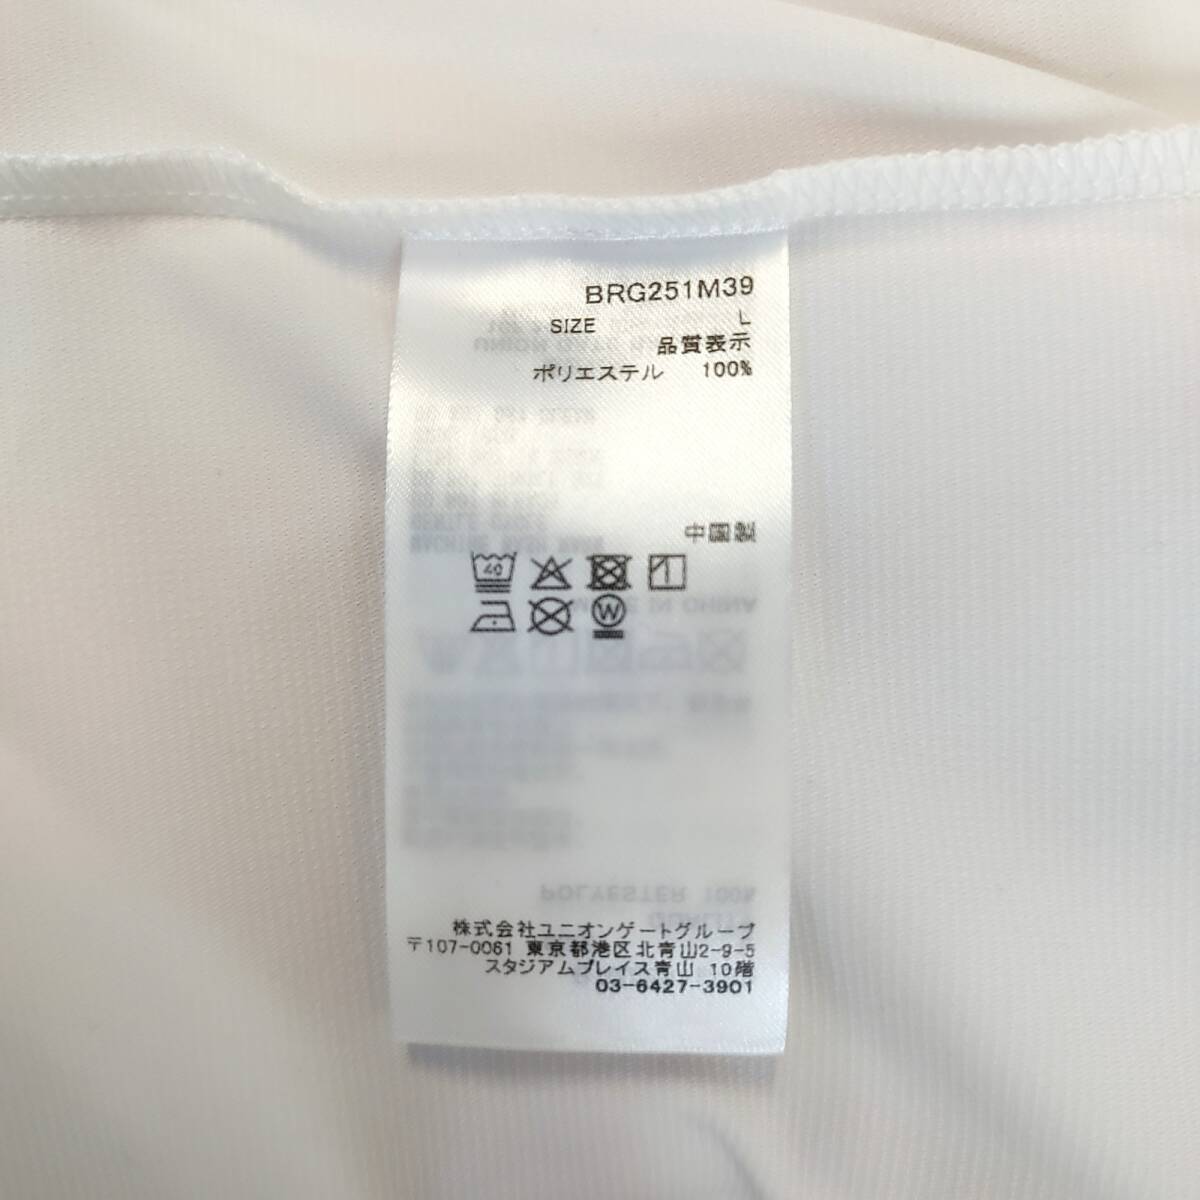 BRG251M39
SIZE L
品質表示
ポリエステル 100%
中国製
40
W
株式会社ユニオンゲートグループ
〒107-0061 東京都港区北青山2-9-5
スタジアムプレイス青山 10階
03-6427-3901